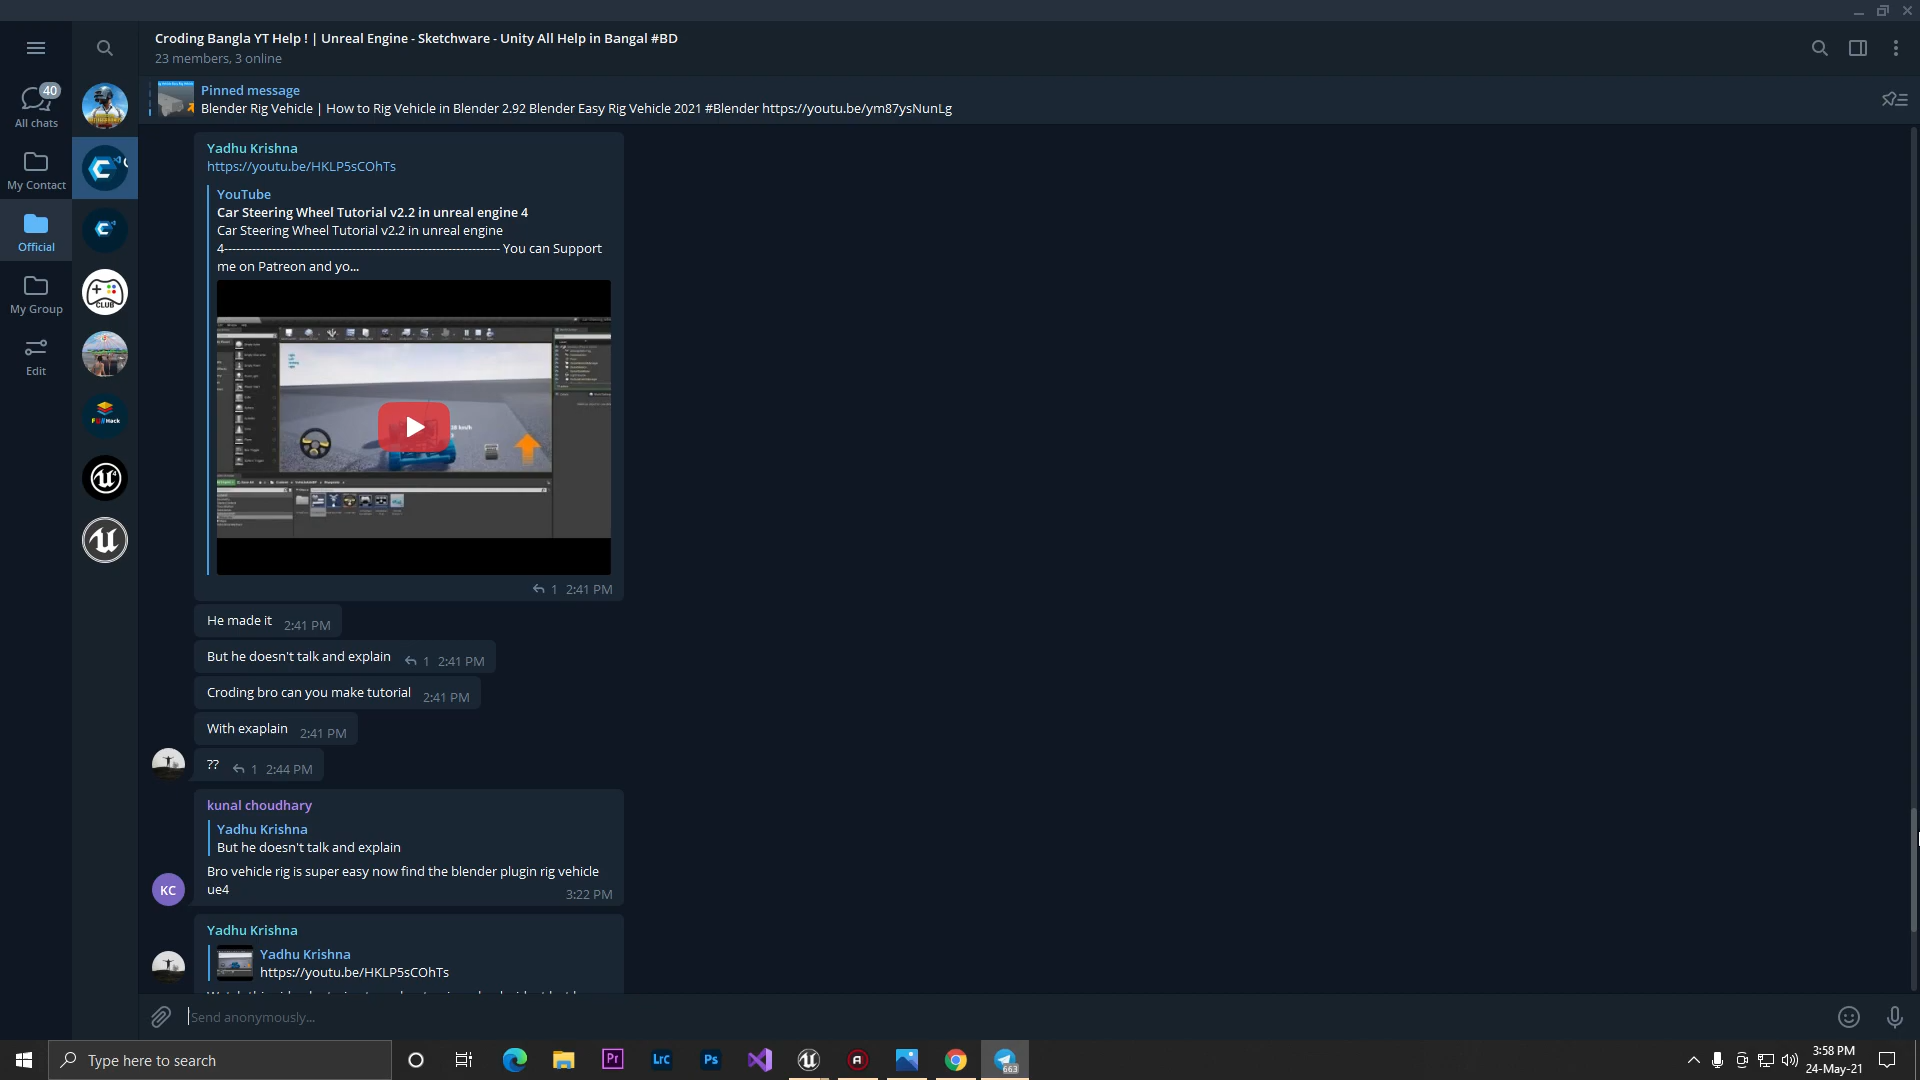 Croding Bangla YT Help ! | Unreal Engine - Sketchware - Unity All Help in Bangal #BD
23 members, 3 online
Pinned message
Blender Rig Vehicle | How to Rig Vehicle in Blender 2.92 Blender Easy Rig Vehicle 2021 #Blender https://youtu.be/ym87ysNunLg
40
All chats
My Contact
Official
My Group
Edit
CLUB
Yadhu Krishna
https://youtu.be/HKLP5sCOhTs
YouTube
Car Steering Wheel Tutorial v2.2 in unreal engine 4
Car Steering Wheel Tutorial v2.2 in unreal engine
4--------------------------------------------------------------------- You can Support
me on Patreon and yo...
1 2:41 PM
He made it 2:41 PM
But he doesn't talk and explain 1 2:41 PM
Croding bro can you make tutorial 2:41 PM
With exaplain 2:41 PM
?? 1 2:44 PM
kunal choudhary
Yadhu Krishna
But he doesn't talk and explain
Bro vehicle rig is super easy now find the blender plugin rig vehicle
ue4
3:22 PM
KC
Yadhu Krishna
Yadhu Krishna
https://youtu.be/HKLP5sCOhTs
Send anonymously...
Type here to search
Pr
Lrc
Ps
663
3:58 PM
24-May-21